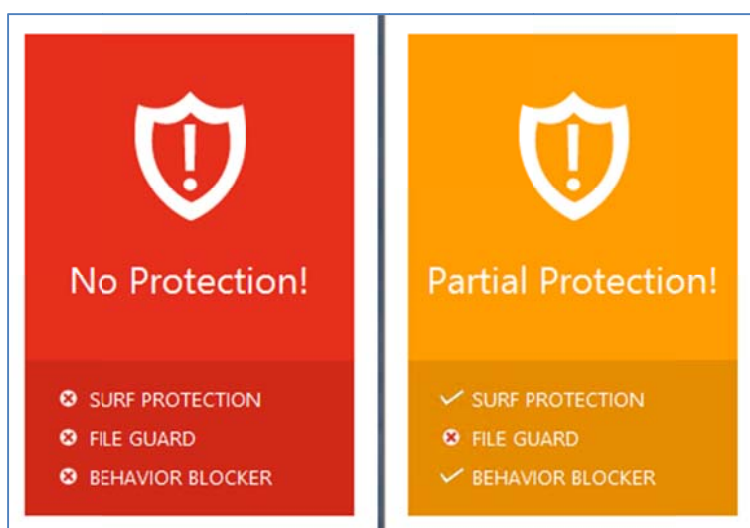 No Protection!
SURF PROTECTION
FILE GUARD
BEHAVIOR BLOCKER
Partial Protection!
SURF PROTECTION
FILE GUARD
BEHAVIOR BLOCKER